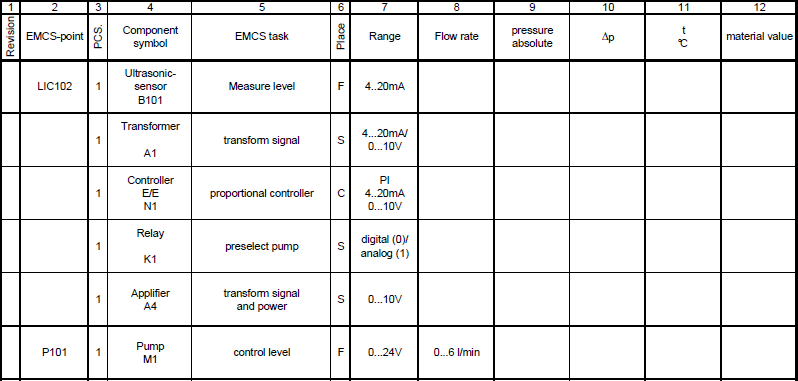 1 2 3 4 5 6 7 8 9 10 11 12
Revision EMCS-point PCS. Component symbol EMCS task Place Range Flow rate pressure absolute Δp t °C material value
LIC102 1 Ultrasonic-sensor B101 Measure level F 4..20mA
1 Transformer A1 transform signal S 4...20mA/ 0...10V
1 Controller E/E N1 proportional controller C PI 4..20mA 0...10V
1 Relay K1 preselect pump S digital (0)/ analog (1)
1 Applifier A4 transform signal and power S 0...10V
P101 1 Pump M1 control level F 0...24V 0...6 l/min